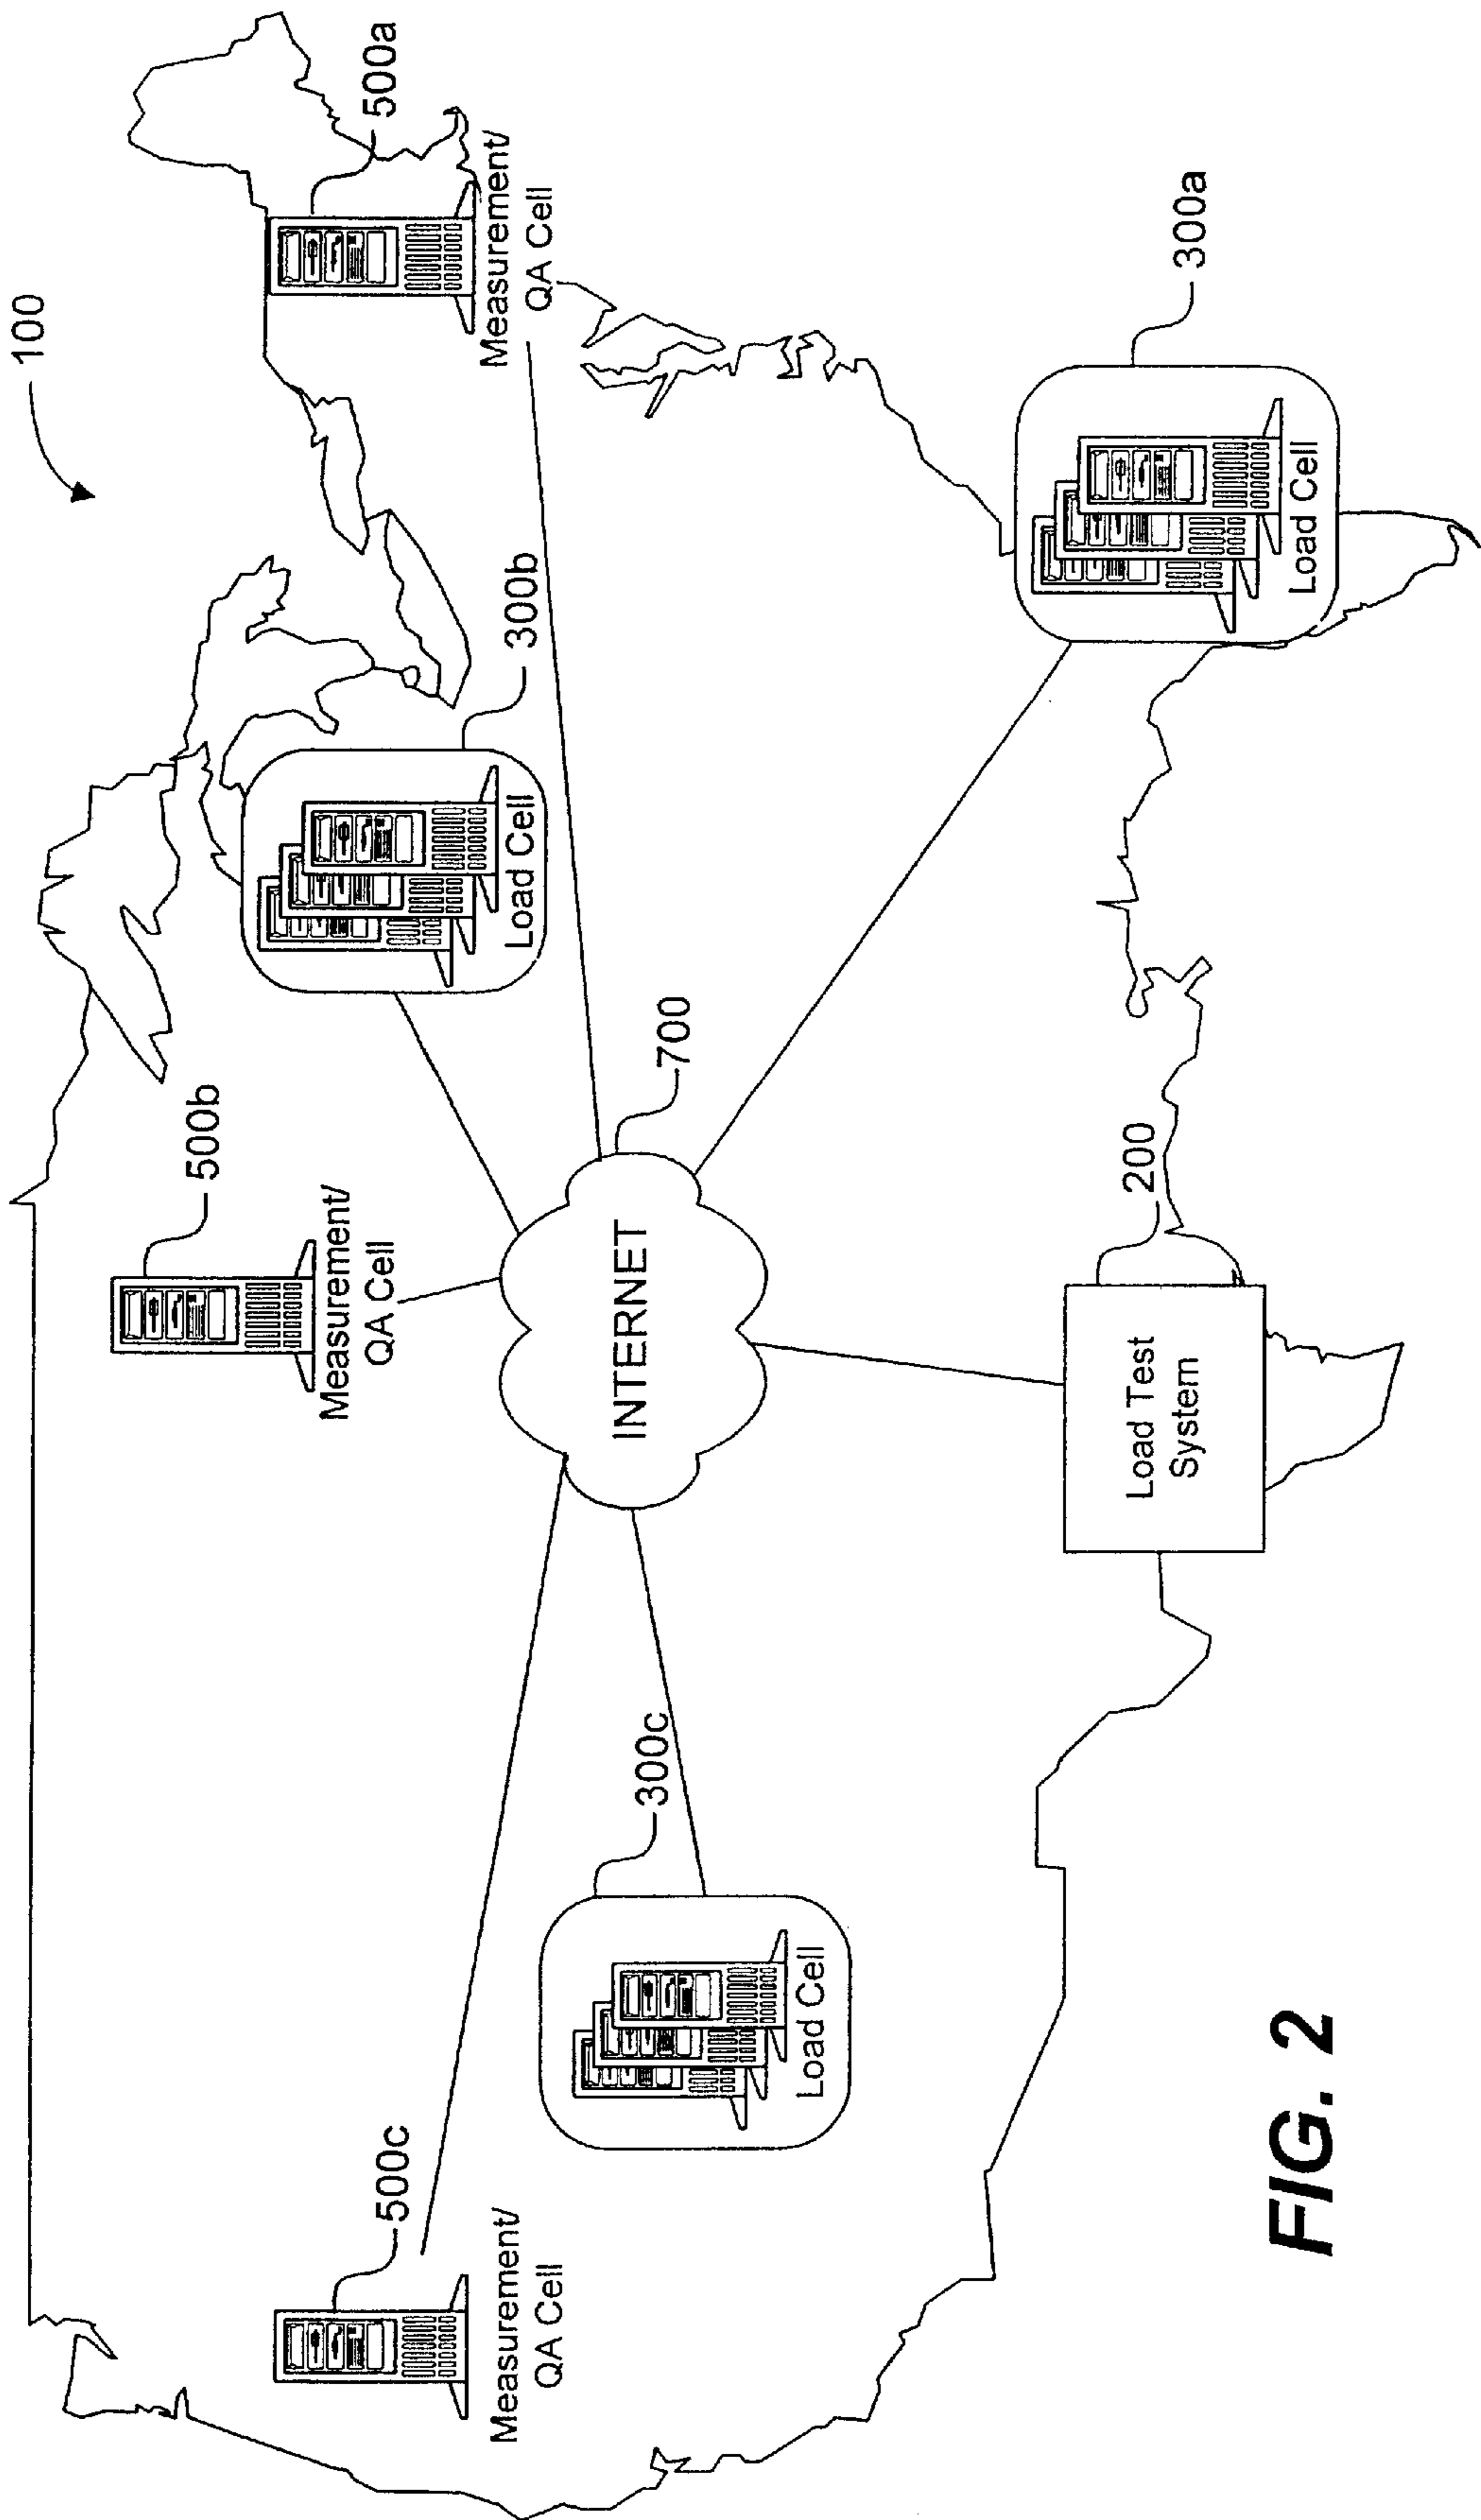 100
500b
Measurement/
QA Cell
500a
Measurement/
QA Cell
300b
Load Cell
500c
Measurement/
QA Cell
INTERNET
700
300c
Load Cell
200
Load Test
System
300a
Load Cell
FIG. 2